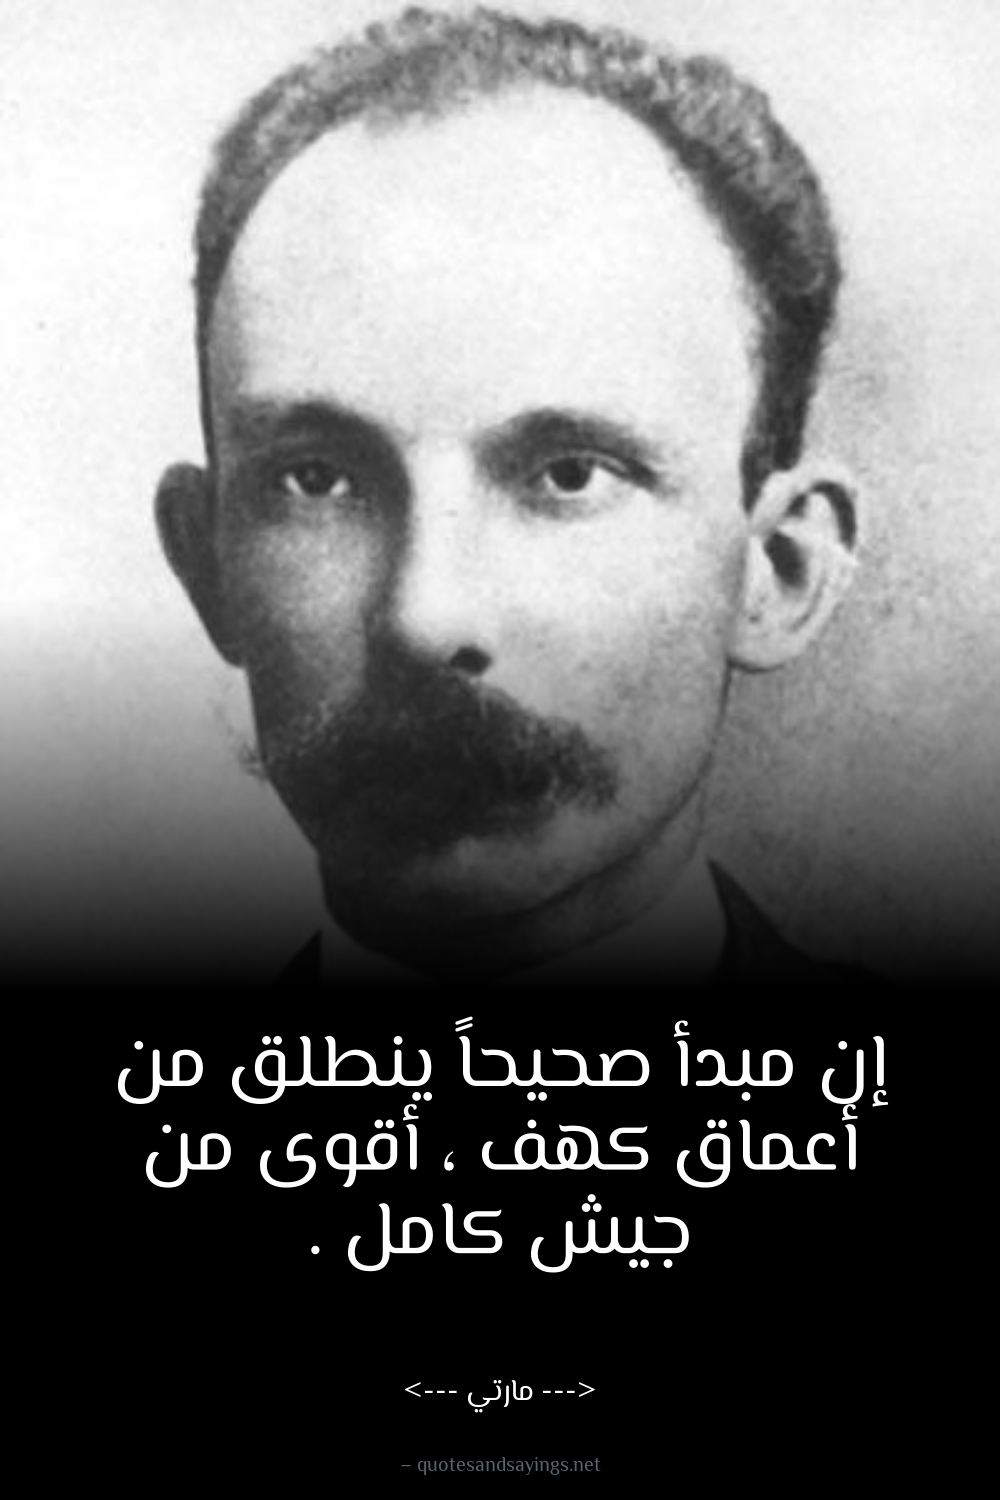 إن مبدأ صحيحاً ينطلق من
أعماق كهف ، أقوى من
جيش كامل .
<--- مارتي --->
– quotesandsayings.net